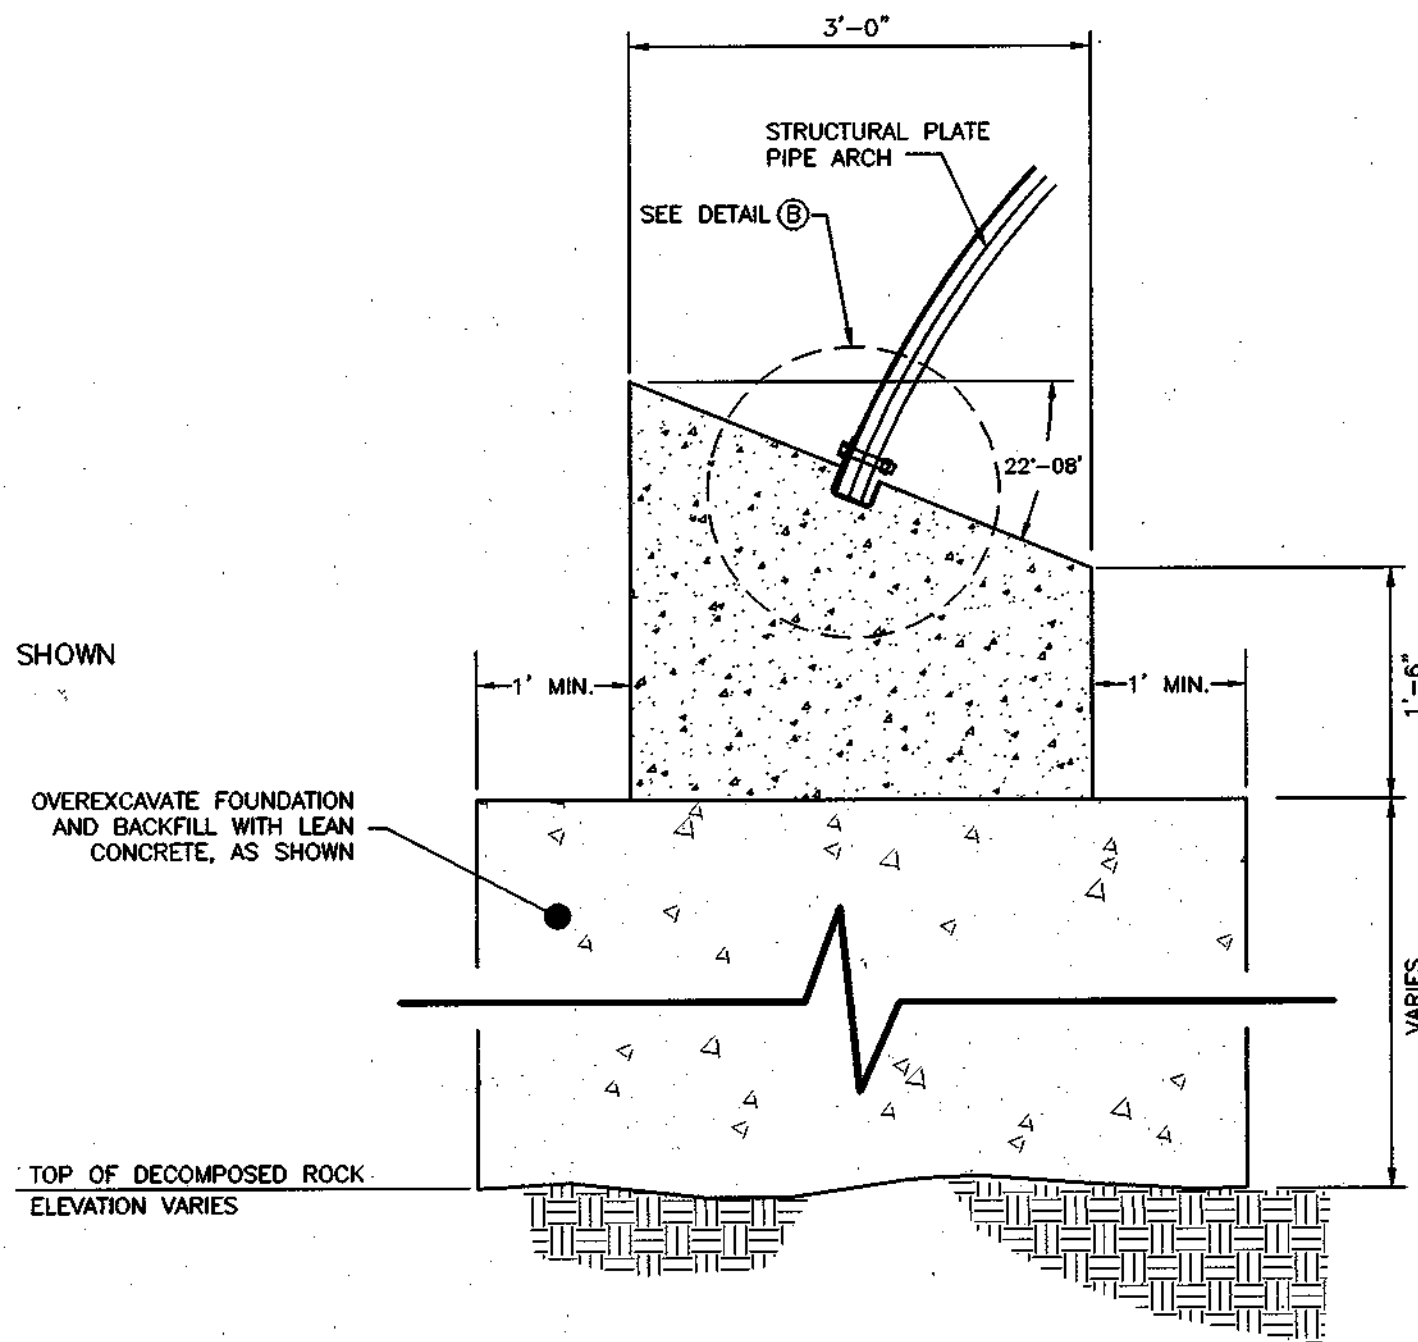 3'-0"
STRUCTURAL PLATE
PIPE ARCH
SEE DETAIL B
22'-08'
SHOWN
1' MIN.
1' MIN.
1'-6"
OVEREXCAVATE FOUNDATION
AND BACKFILL WITH LEAN
CONCRETE, AS SHOWN
VARIES
TOP OF DECOMPOSED ROCK
ELEVATION VARIES